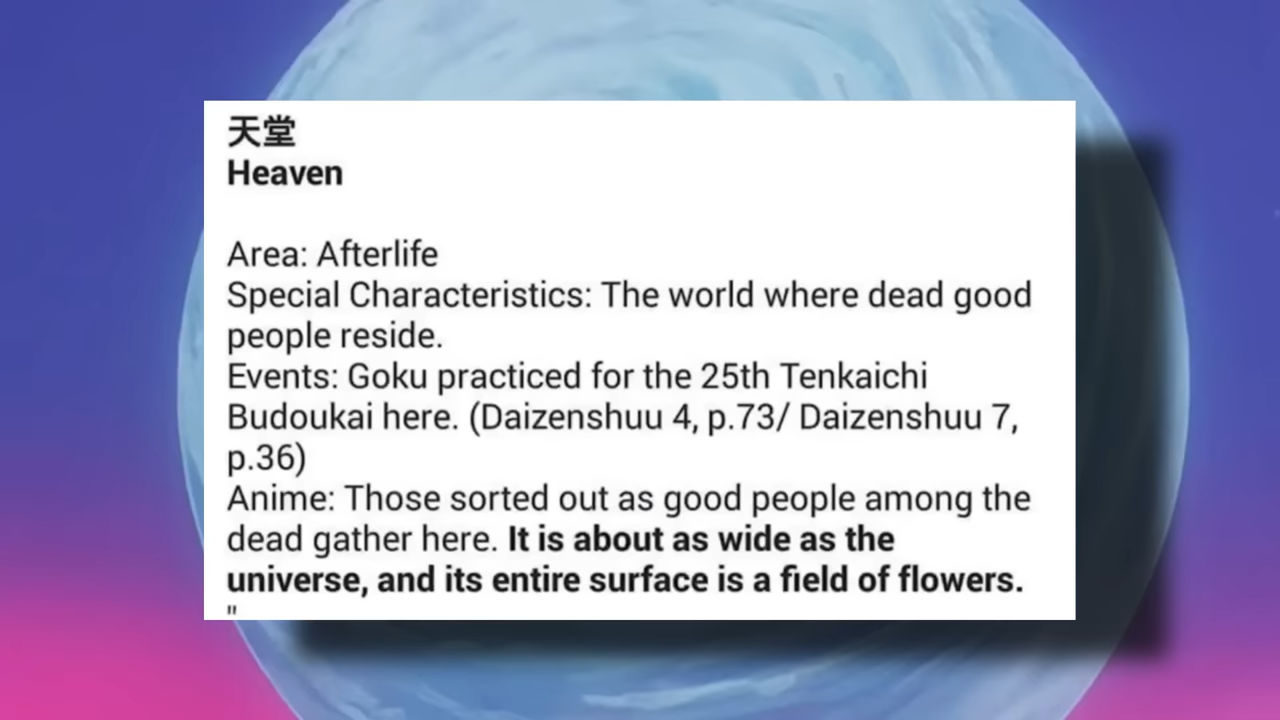 天堂
Heaven
Area: Afterlife
Special Characteristics: The world where dead good
people reside.
Events: Goku practiced for the 25th Tenkaichi
Budoukai here. (Daizenshuu 4, p.73/ Daizenshuu 7,
p.36)
Anime: Those sorted out as good people among the
dead gather here. It is about as wide as the
universe, and its entire surface is a field of flowers.
"